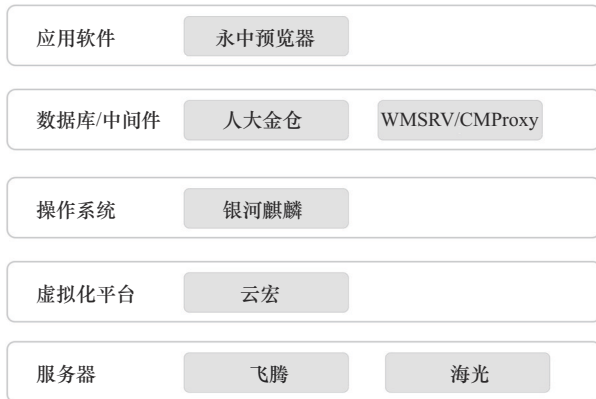 应用软件 永中预览器
数据库/中间件 人大金仓 WMSRV/CMProxy
操作系统 银河麒麟
虚拟化平台 云宏
服务器 飞腾 海光